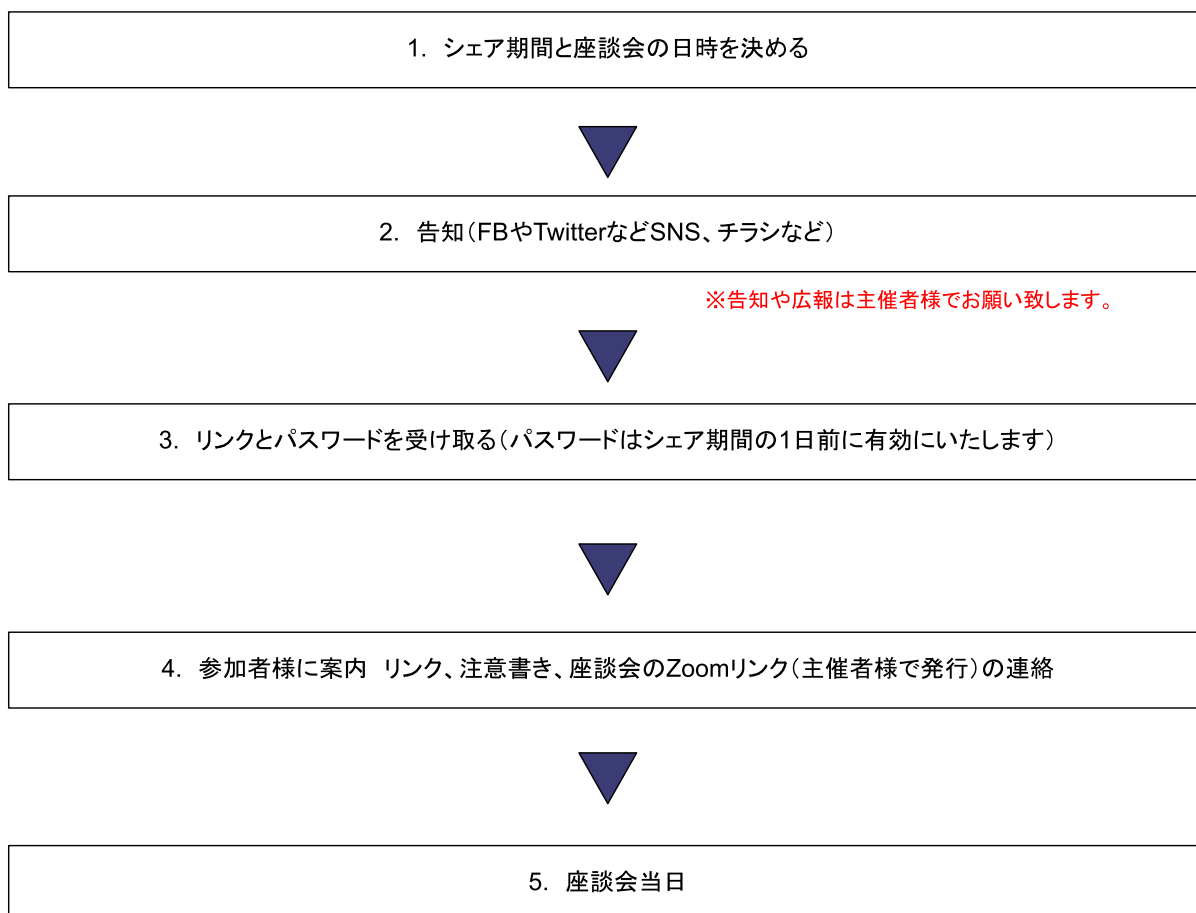 1. シェア期間と座談会の日時を決める
2. 告知（FBやTwitterなどSNS、チラシなど）
※告知や広報は主催者様でお願い致します。
3. リンクとパスワードを受け取る（パスワードはシェア期間の1日前に有効にいたします）
4. 参加者様に案内　リンク、注意書き、座談会のZoomリンク（主催者様で発行）の連絡
5. 座談会当日